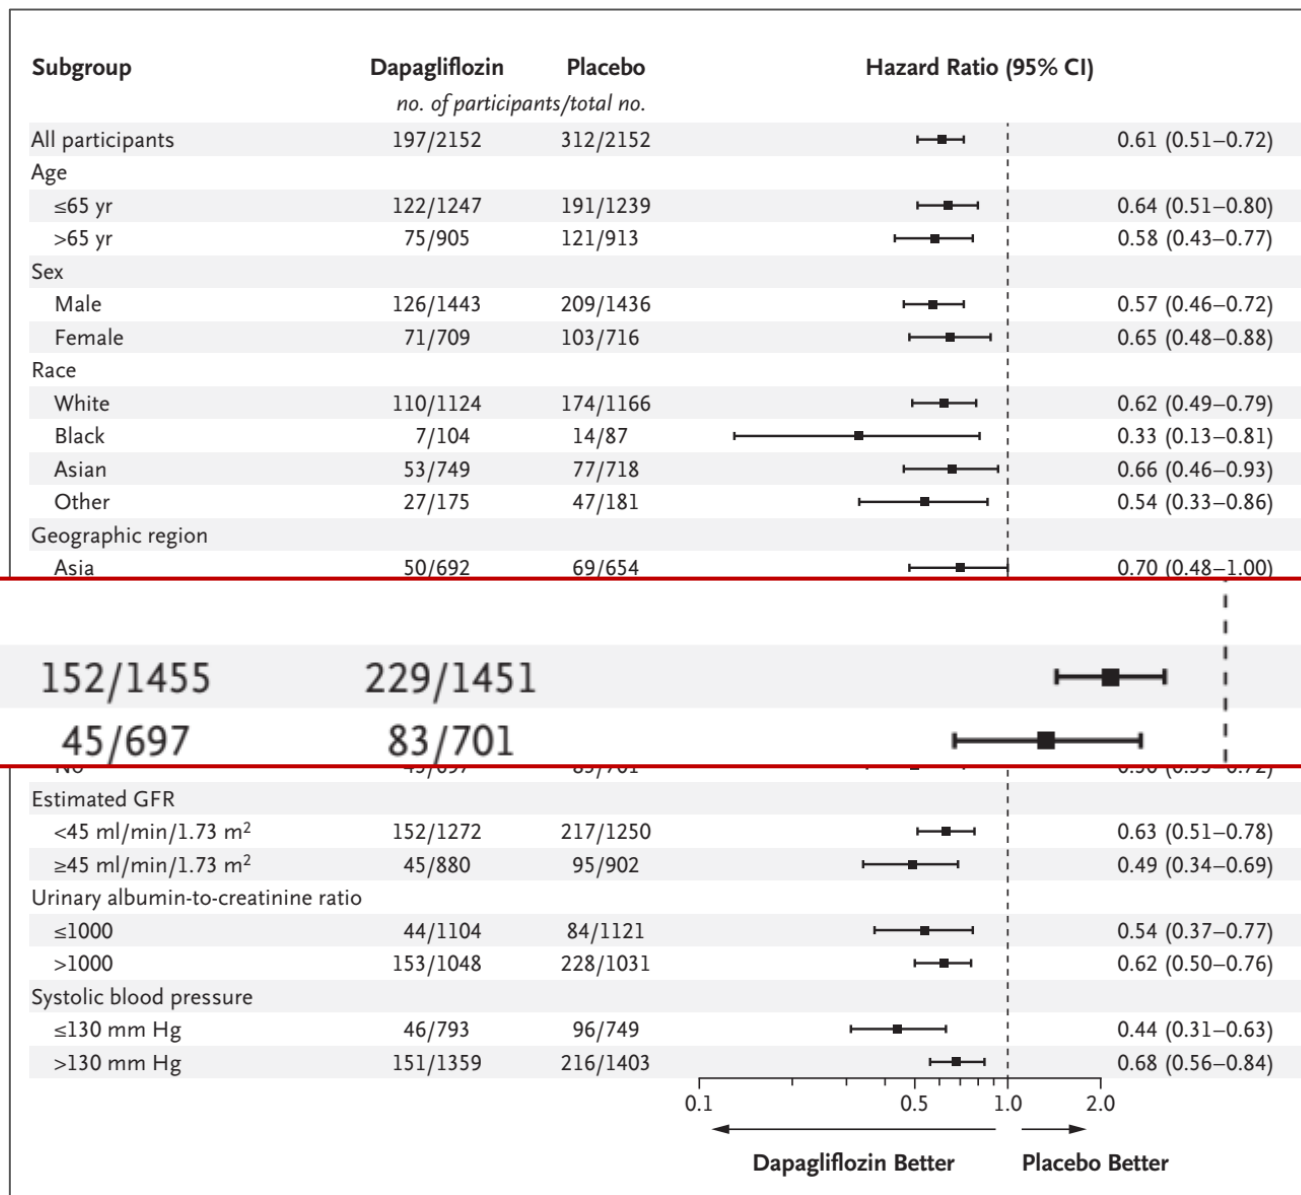 Subgroup Dapagliflozin Placebo Hazard Ratio (95% CI)
no. of participants/total no.
All participants 197/2152 312/2152 0.61 (0.51–0.72)
Age
≤65 yr 122/1247 191/1239 0.64 (0.51–0.80)
>65 yr 75/905 121/913 0.58 (0.43–0.77)
Sex
Male 126/1443 209/1436 0.57 (0.46–0.72)
Female 71/709 103/716 0.65 (0.48–0.88)
Race
White 110/1124 174/1166 0.62 (0.49–0.79)
Black 7/104 14/87 0.33 (0.13–0.81)
Asian 53/749 77/718 0.66 (0.46–0.93)
Other 27/175 47/181 0.54 (0.33–0.86)
Geographic region
Asia 50/692 69/654 0.70 (0.48–1.00)
152/1455 229/1451
45/697 83/701
Estimated GFR
<45 ml/min/1.73 m² 152/1272 217/1250 0.63 (0.51–0.78)
≥45 ml/min/1.73 m² 45/880 95/902 0.49 (0.34–0.69)
Urinary albumin-to-creatinine ratio
≤1000 44/1104 84/1121 0.54 (0.37–0.77)
>1000 153/1048 228/1031 0.62 (0.50–0.76)
Systolic blood pressure
≤130 mm Hg 46/793 96/749 0.44 (0.31–0.63)
>130 mm Hg 151/1359 216/1403 0.68 (0.56–0.84)
0.1 0.5 1.0 2.0
Dapagliflozin Better Placebo Better